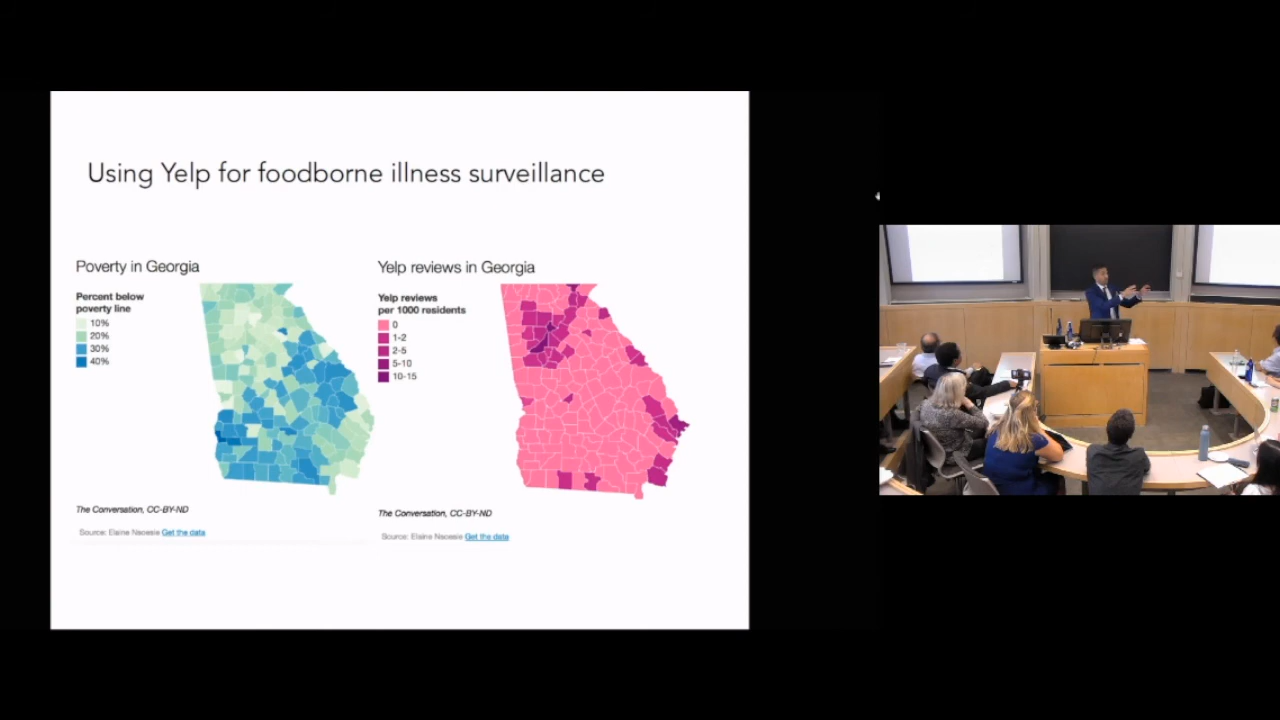 Using Yelp for foodborne illness surveillance
Poverty in Georgia
Percent below
poverty line
10%
20%
30%
40%
The Conversation, CC-BY-ND
Source: Elaine Nsoesie Get the data
Yelp reviews in Georgia
Yelp reviews
per 1000 residents
0
1-2
2-5
5-10
10-15
The Conversation, CC-BY-ND
Source: Elaine Nsoesie Get the data